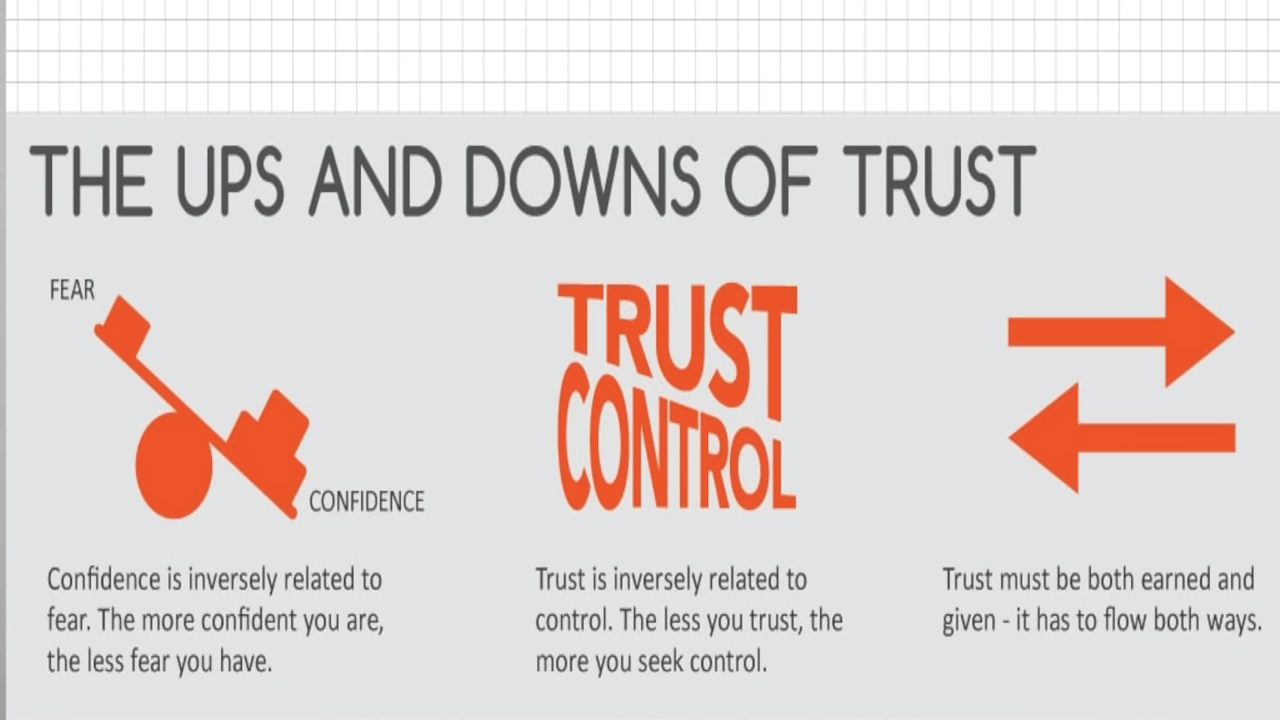 THE UPS AND DOWNS OF TRUST
FEAR
CONFIDENCE
Confidence is inversely related to
fear. The more confident you are,
the less fear you have.
TRUST
CONTROL
Trust is inversely related to
control. The less you trust, the
more you seek control.
Trust must be both earned and
given - it has to flow both ways.